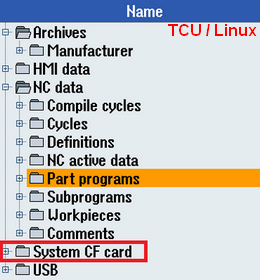 Name
TCU / Linux
Archives
Manufacturer
HMI data
NC data
Compile cycles
Cycles
Definitions
NC active data
Part programs
Subprograms
Workpieces
Comments
System CF card
USB